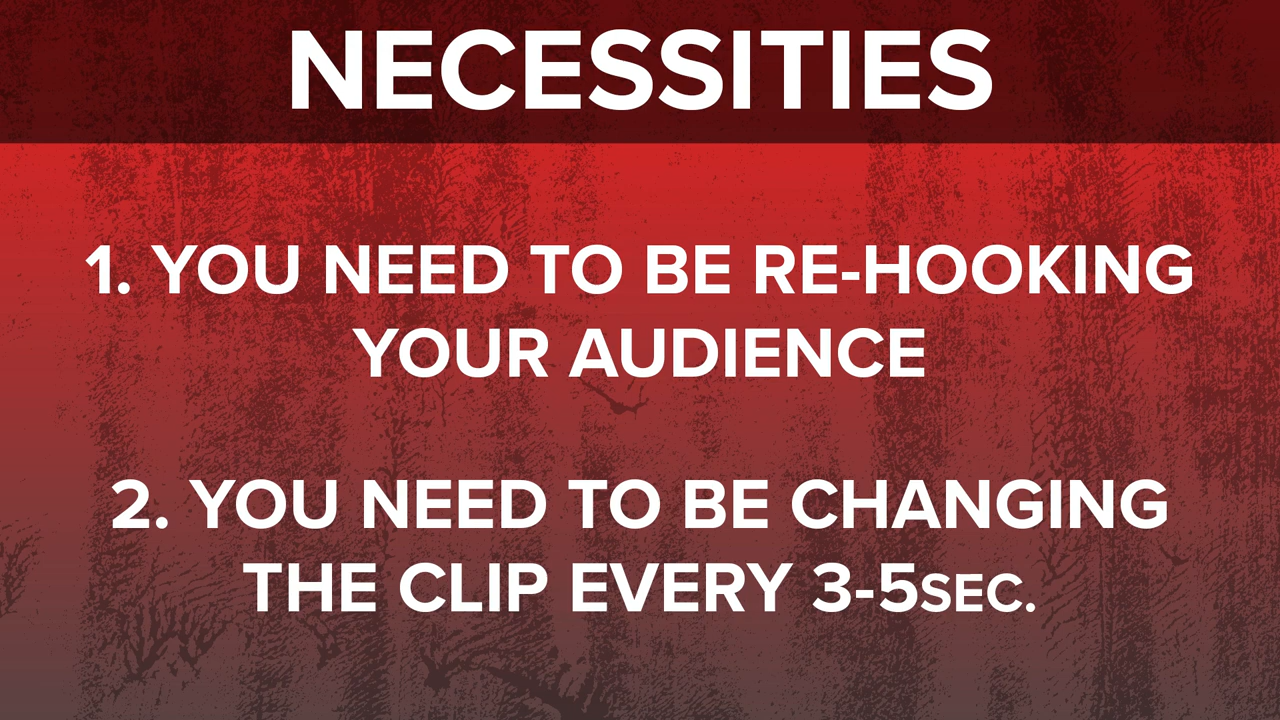 NECESSITIES
1. YOU NEED TO BE RE-HOOKING
YOUR AUDIENCE
2. YOU NEED TO BE CHANGING
THE CLIP EVERY 3-5SEC.